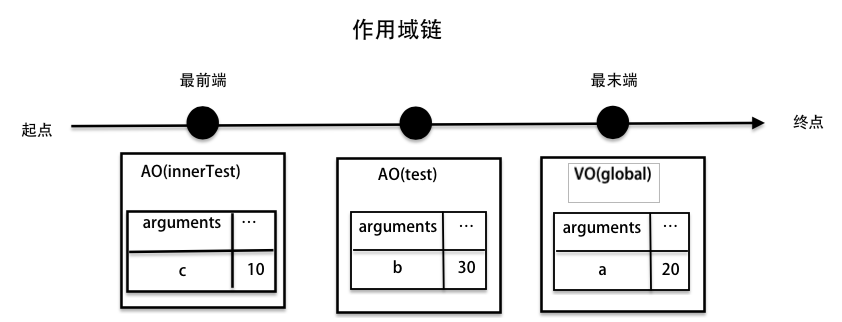 作用域链
最前端
最末端
起点
终点
AO(innerTest)
arguments ...
c 10
AO(test)
arguments ...
b 30
VO(global)
arguments ...
a 20